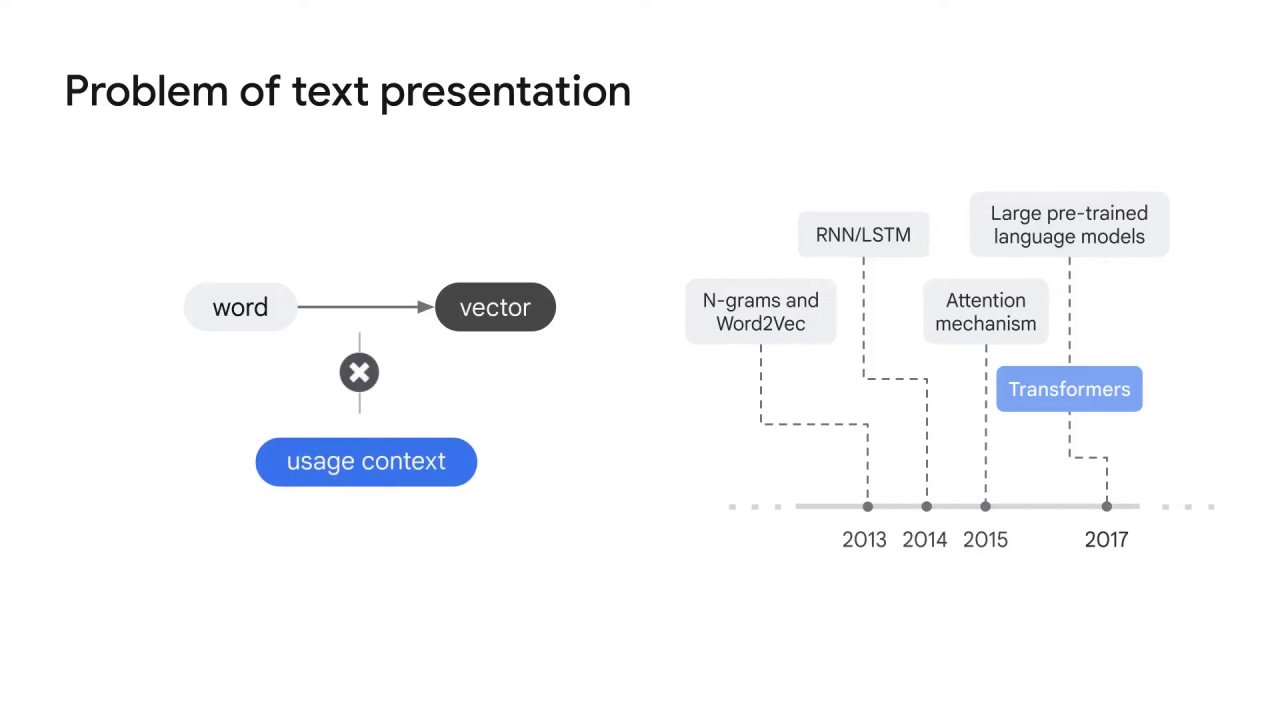 Problem of text presentation
word
vector
usage context
RNN/LSTM
Large pre-trained
language models
N-grams and
Word2Vec
Attention
mechanism
Transformers
2013
2014
2015
2017